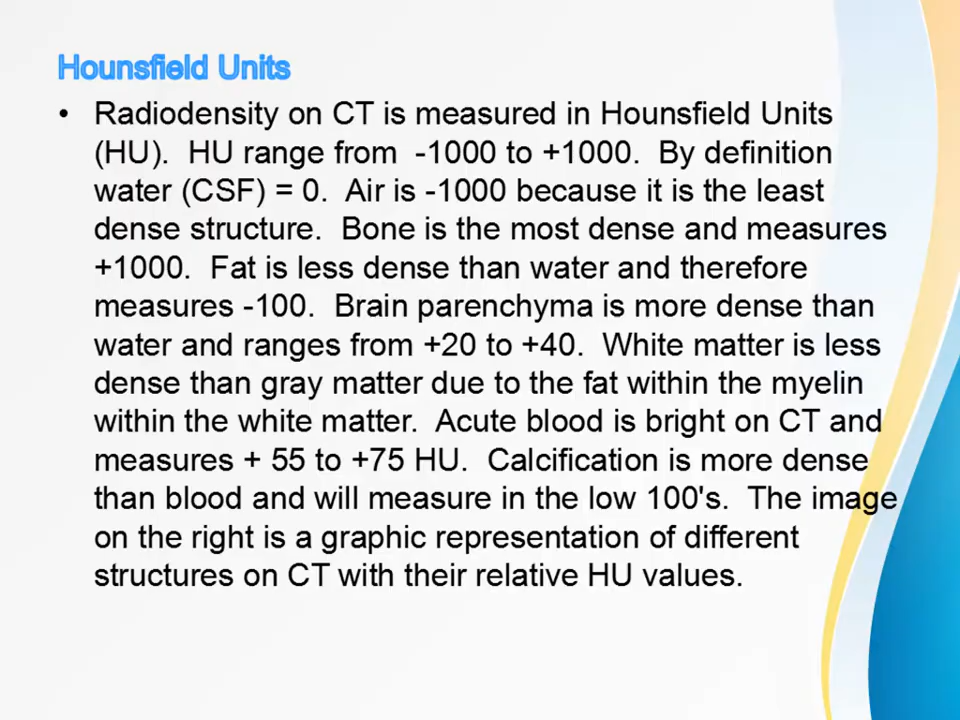 Hounsfield Units
• Radiodensity on CT is measured in Hounsfield Units
(HU).  HU range from  -1000 to +1000.  By definition
water (CSF) = 0.  Air is -1000 because it is the least
dense structure.  Bone is the most dense and measures
+1000.  Fat is less dense than water and therefore
measures -100.  Brain parenchyma is more dense than
water and ranges from +20 to +40.  White matter is less
dense than gray matter due to the fat within the myelin
within the white matter.  Acute blood is bright on CT and
measures + 55 to +75 HU.  Calcification is more dense
than blood and will measure in the low 100's.  The image
on the right is a graphic representation of different
structures on CT with their relative HU values.